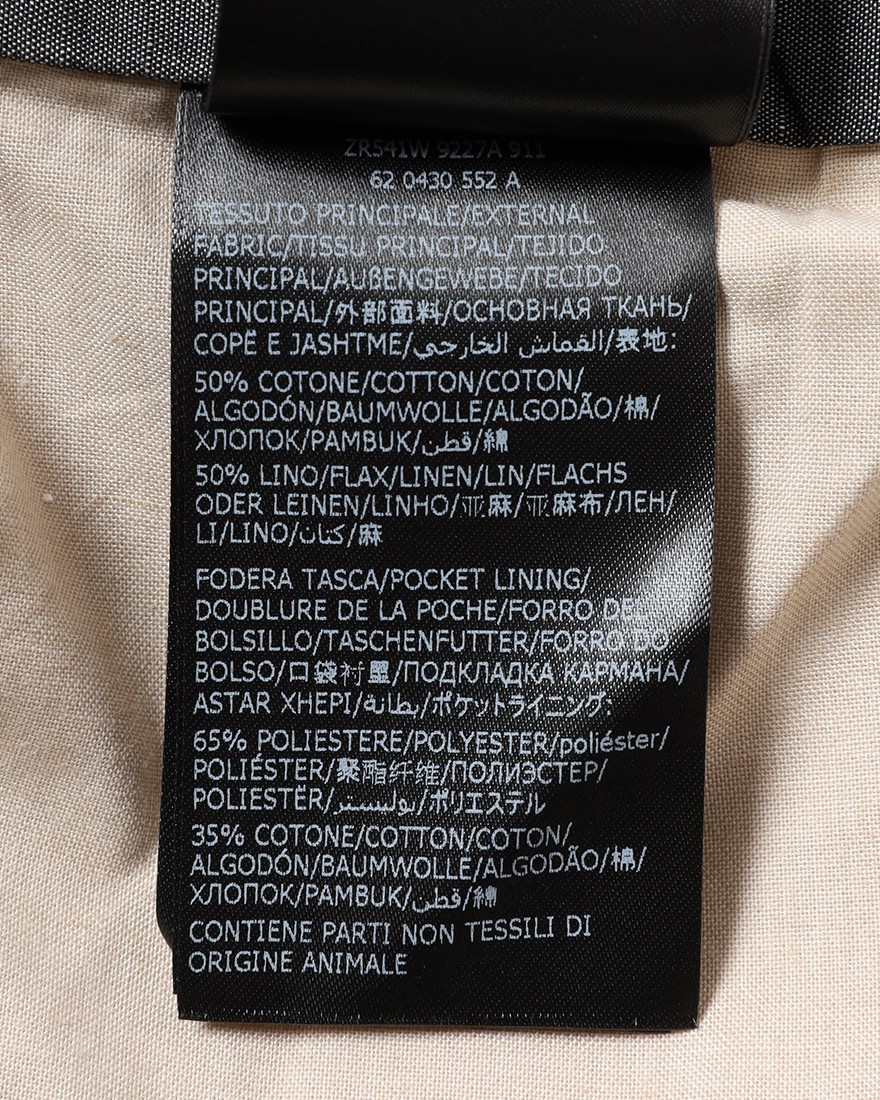 ZR541W 9227A 911
62 0430 552 A
TESSUTO PRINCIPALE/EXTERNAL
FABRIC/TISSU PRINCIPAL/TEJIDO
PRINCIPAL/AUßENGEWEBE/TECIDO
PRINCIPAL/外部面料/ОСНОВНАЯ ТКАНЬ/
COPË E JASHTME/القماش الخارجي/表地:
50% COTONE/COTTON/COTON/
ALGODÓN/BAUMWOLLE/ALGODÃO/棉/
ХЛОПОК/PAMBUK/قطن/綿
50% LINO/FLAX/LINEN/LIN/FLACHS
ODER LEINEN/LINHO/亚麻/亚麻布/ЛЕН/
LI/LINO/كتان/麻
FODERA TASCA/POCKET LINING/
DOUBLURE DE LA POCHE/FORRO DEL
BOLSILLO/TASCHENFUTTER/FORRO DO
BOLSO/口袋衬里/ПОДКЛАДКА КАРМАНА/
ASTAR XHEPI/بطانة/ポケットライニング:
65% POLIESTERE/POLYESTER/poliéster/
POLIÉSTER/聚酯纤维/ПОЛИЭСТЕР/
POLIESTËR/بوليستر/ポリエステル
35% COTONE/COTTON/COTON/
ALGODÓN/BAUMWOLLE/ALGODÃO/棉/
ХЛОПОК/PAMBUK/قطن/綿
CONTIENE PARTI NON TESSILI DI
ORIGINE ANIMALE